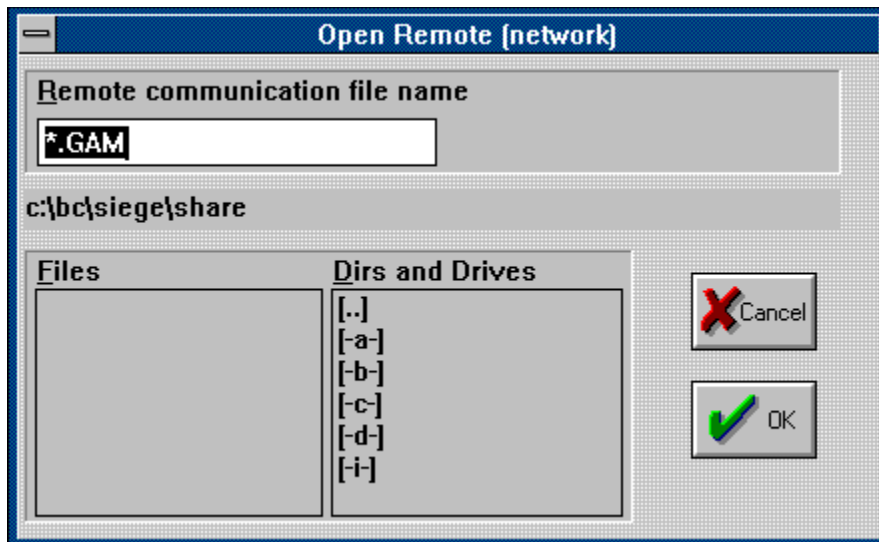 Open Remote (network)
Remote communication file name
*.GAM
c:\bc\siege\share
Files
Dirs and Drives
[..]
[-a-]
[-b-]
[-c-]
[-d-]
[-i-]
Cancel
OK